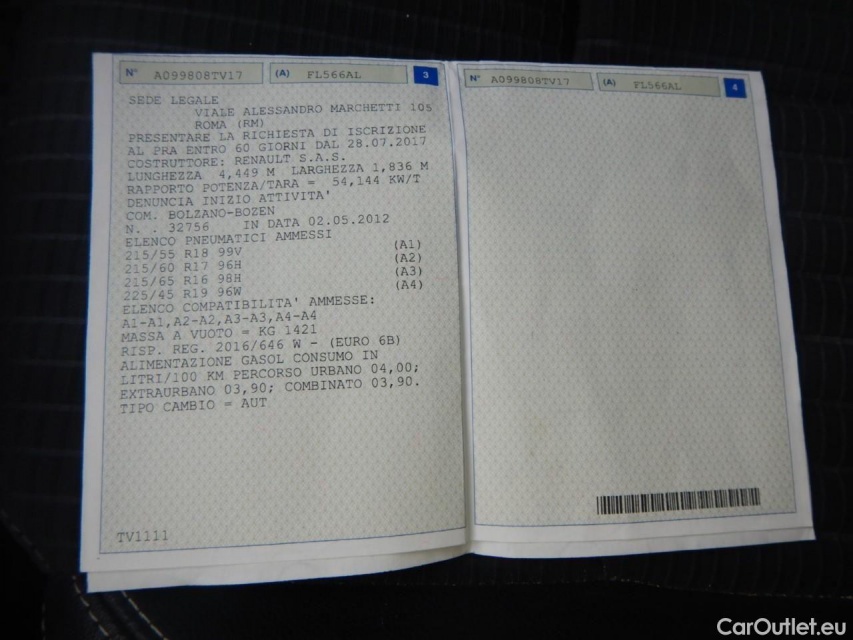 N° A099808TV17 (A) FL566AL 3
SEDE LEGALE
VIALE ALESSANDRO MARCHETTI 105
ROMA (RM)
PRESENTARE LA RICHIESTA DI ISCRIZIONE
AL PRA ENTRO 60 GIORNI DAL 28.07.2017
COSTRUTTORE: RENAULT S.A.S.
LUNGHEZZA 4,449 M LARGHEZZA 1,836 M
RAPPORTO POTENZA/TARA = 54,144 KW/T
DENUNCIA INIZIO ATTIVITA'
COM. BOLZANO-BOZEN
N. . 32756 IN DATA 02.05.2012
ELENCO PNEUMATICI AMMESSI
215/55 R18 99V (A1)
215/60 R17 96H (A2)
215/65 R16 98H (A3)
225/45 R19 96W (A4)
ELENCO COMPATIBILITA' AMMESSE:
A1-A1,A2-A2,A3-A3,A4-A4
MASSA A VUOTO = KG 1421
RISP. REG. 2016/646 W - (EURO 6B)
ALIMENTAZIONE GASOL CONSUMO IN
LITRI/100 KM PERCORSO URBANO 04,00;
EXTRAURBANO 03,90; COMBINATO 03,90.
TIPO CAMBIO = AUT
TV1111
N° A099808TV17 (A) FL566AL 4
CarOutlet.eu